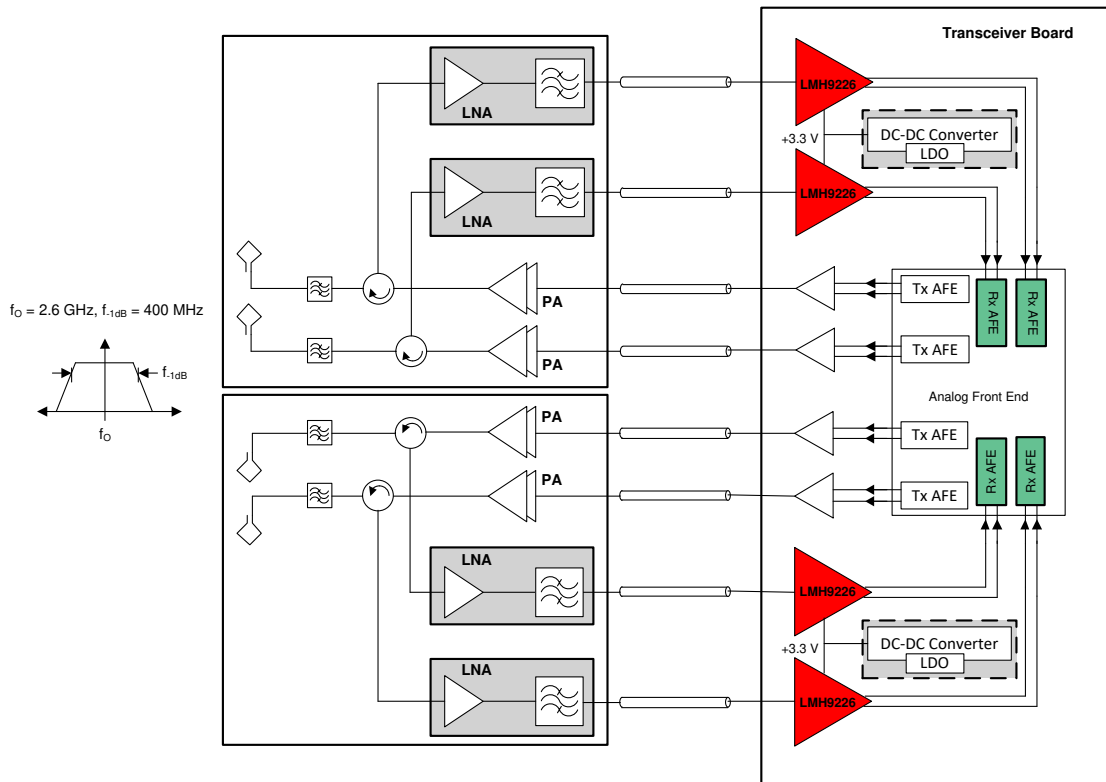 Transceiver Board
LMH9226
LNA
DC-DC Converter
LDO
+3.3 V
LMH9226
LNA
Tx AFE
Rx AFE
Rx AFE
PA
fO = 2.6 GHz, f-1dB = 400 MHz
Tx AFE
PA
f-1dB
Analog Front End
fO
PA
Tx AFE
Rx AFE
Rx AFE
PA
Tx AFE
LNA
LMH9226
DC-DC Converter
LDO
+3.3 V
LNA
LMH9226